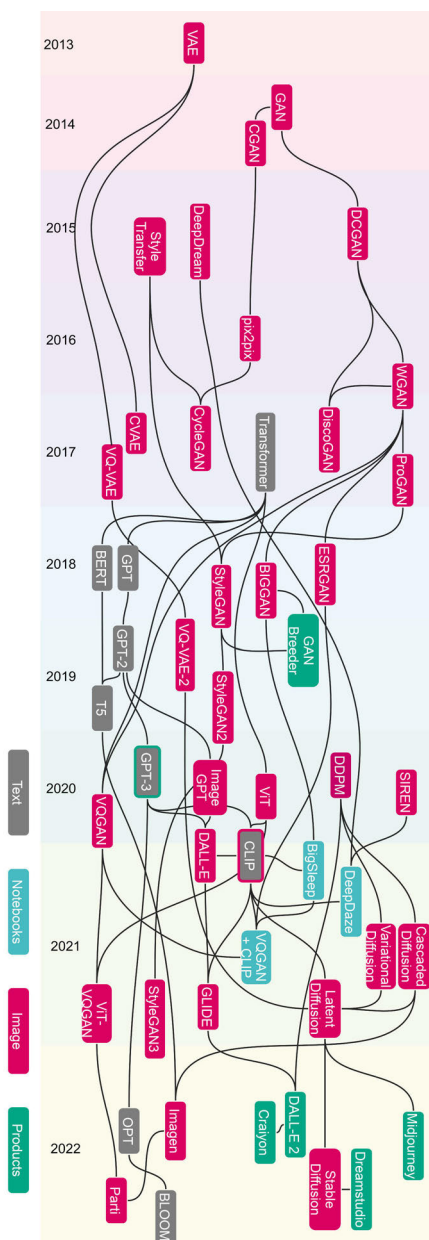 2013
VAE
2014
GAN
CGAN
2015
Style
Transfer
DeepDream
DCGAN
2016
pix2pix
WGAN
2017
VQ-VAE
CVAE
CycleGAN
Transformer
DiscoGAN
ProGAN
2018
BERT
GPT
StyleGAN
BIGGAN
ESRGAN
GAN
Breeder
2019
T5
GPT-2
VQ-VAE-2
StyleGAN2
2020
VQGAN
GPT-3
Image
GPT
DALL-E
ViT
CLIP
BigSleep
DDPM
DeepDaze
SIREN
2021
ViT-
VQGAN
StyleGAN3
GLIDE
VQGAN
+ CLIP
Latent
Diffusion
Variational
Diffusion
Cascaded
Diffusion
2022
Parti
OPT
BLOOM
Imagen
Craiyon
DALL-E 2
Stable
Diffusion
Dreamstudio
Midjourney
Text
Notebooks
Image
Products